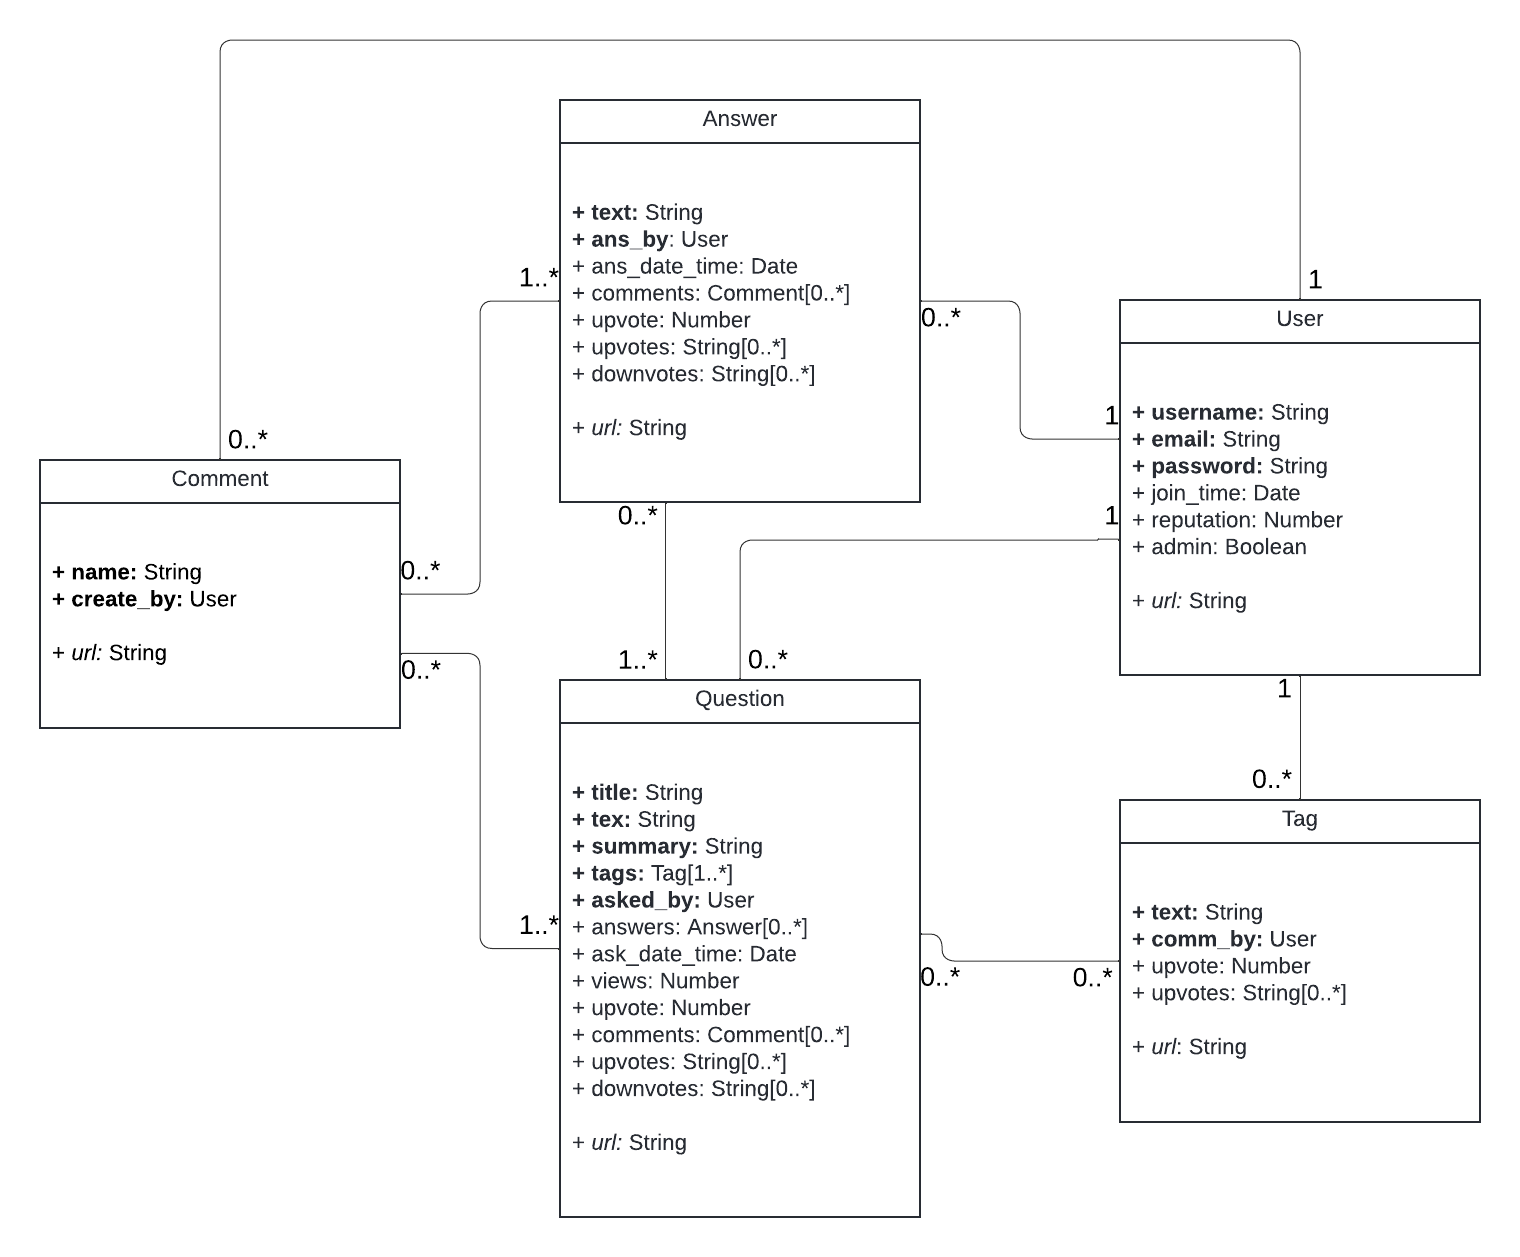 Answer
+ text: String
+ ans_by: User
+ ans_date_time: Date
+ comments: Comment[0..*]
+ upvote: Number
+ upvotes: String[0..*]
+ downvotes: String[0..*]
+ url: String
1..*
0..*
0..*
1
User
+ username: String
+ email: String
+ password: String
+ join_time: Date
+ reputation: Number
+ admin: Boolean
+ url: String
1
1
1
0..*
Comment
+ name: String
+ create_by: User
+ url: String
0..*
0..*
1..*
0..*
Question
+ title: String
+ tex: String
+ summary: String
+ tags: Tag[1..*]
+ asked_by: User
+ answers: Answer[0..*]
+ ask_date_time: Date
+ views: Number
+ upvote: Number
+ comments: Comment[0..*]
+ upvotes: String[0..*]
+ downvotes: String[0..*]
+ url: String
1..*
0..*
0..*
0..*
Tag
+ text: String
+ comm_by: User
+ upvote: Number
+ upvotes: String[0..*]
+ url: String